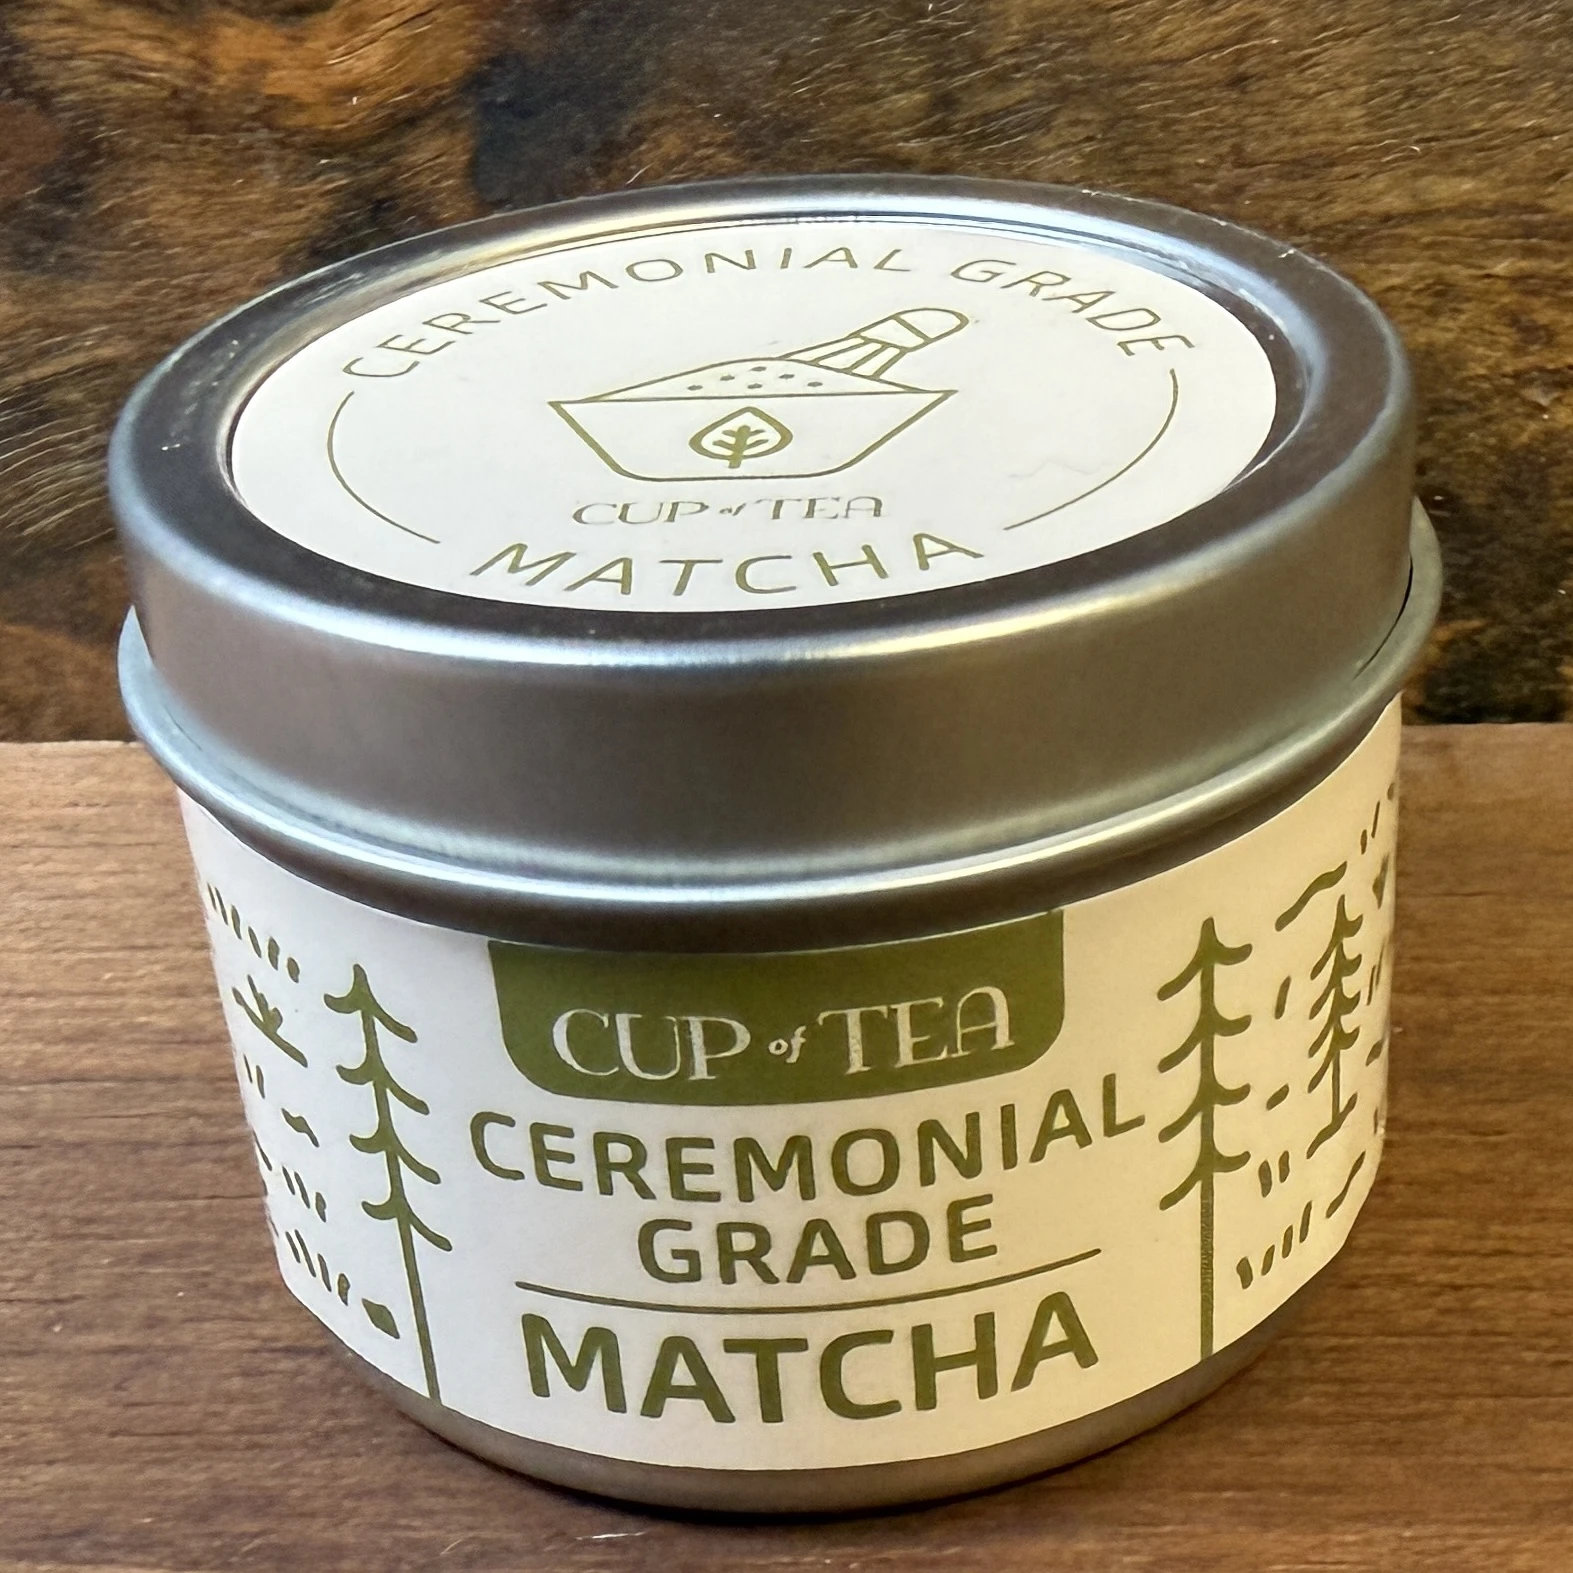 CEREMONIAL GRADE
CUP of TEA
MATCHA
CUP of TEA
CEREMONIAL
GRADE
MATCHA